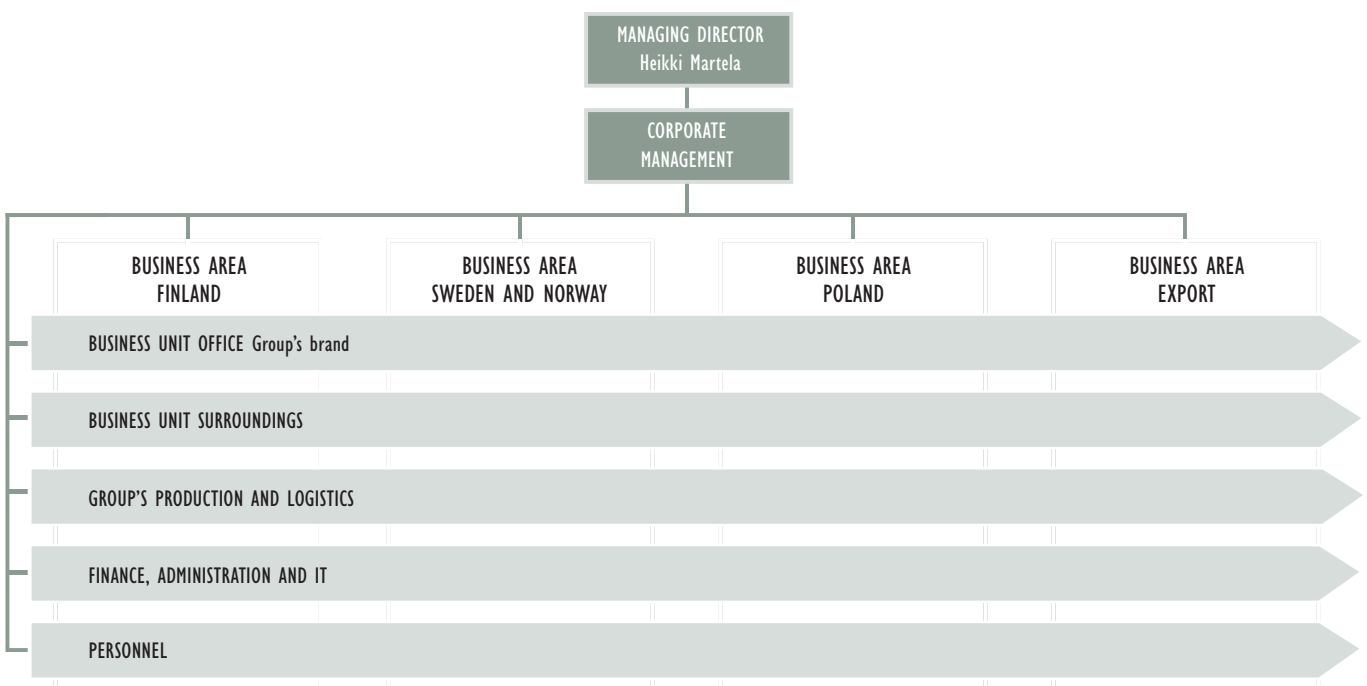 MANAGING DIRECTOR
Heikki Martela
CORPORATE
MANAGEMENT
BUSINESS AREA
FINLAND
BUSINESS AREA
SWEDEN AND NORWAY
BUSINESS AREA
POLAND
BUSINESS AREA
EXPORT
BUSINESS UNIT OFFICE Group's brand
BUSINESS UNIT SURROUNDINGS
GROUP'S PRODUCTION AND LOGISTICS
FINANCE, ADMINISTRATION AND IT
PERSONNEL